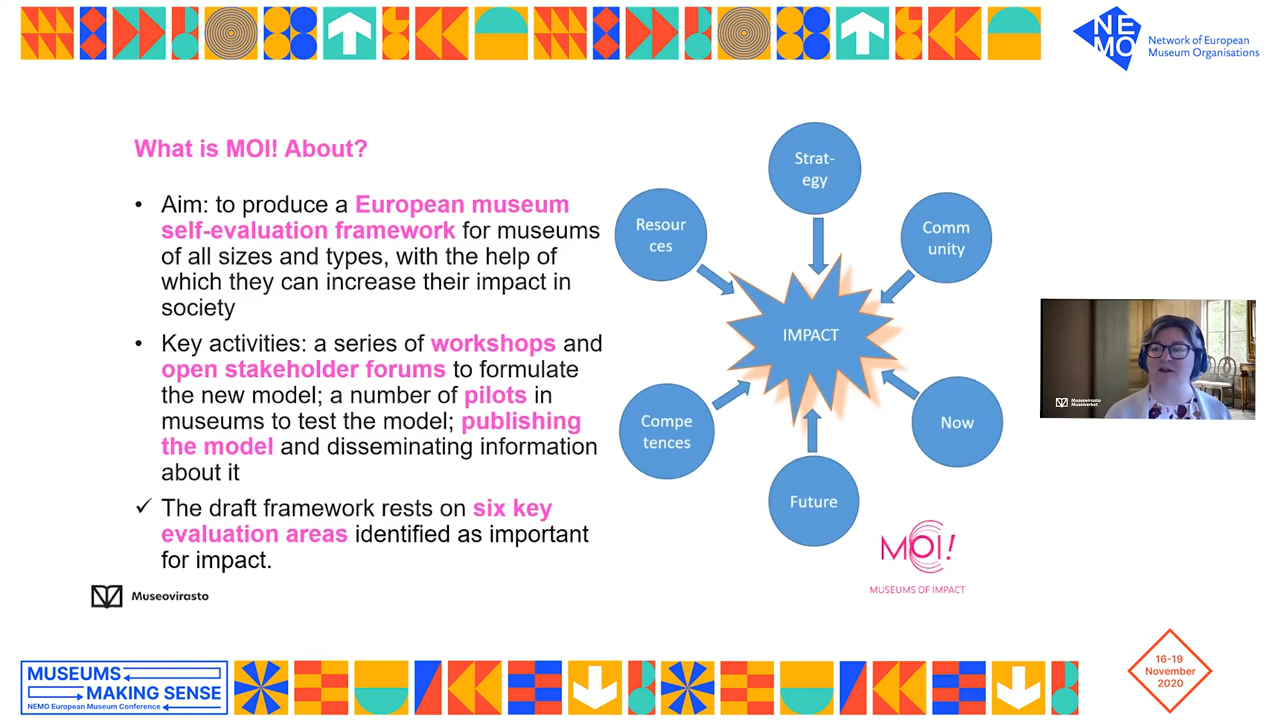 NE
MO
Network of European
Museum Organisations
What is MOI! About?
• Aim: to produce a European museum
self-evaluation framework for museums
of all sizes and types, with the help of
which they can increase their impact in
society
• Key activities: a series of workshops and
open stakeholder forums to formulate
the new model; a number of pilots in
museums to test the model; publishing
the model and disseminating information
about it
✓ The draft framework rests on six key
evaluation areas identified as important
for impact.
Strat-
egy
Resour
ces
Comm
unity
IMPACT
Compe
tences
Now
Future
MOI!
MUSEUMS OF IMPACT
Museovirasto
Museovirasto
Museiverket
MUSEUMS
MAKING SENSE
NEMO European Museum Conference
16-19
November
2020